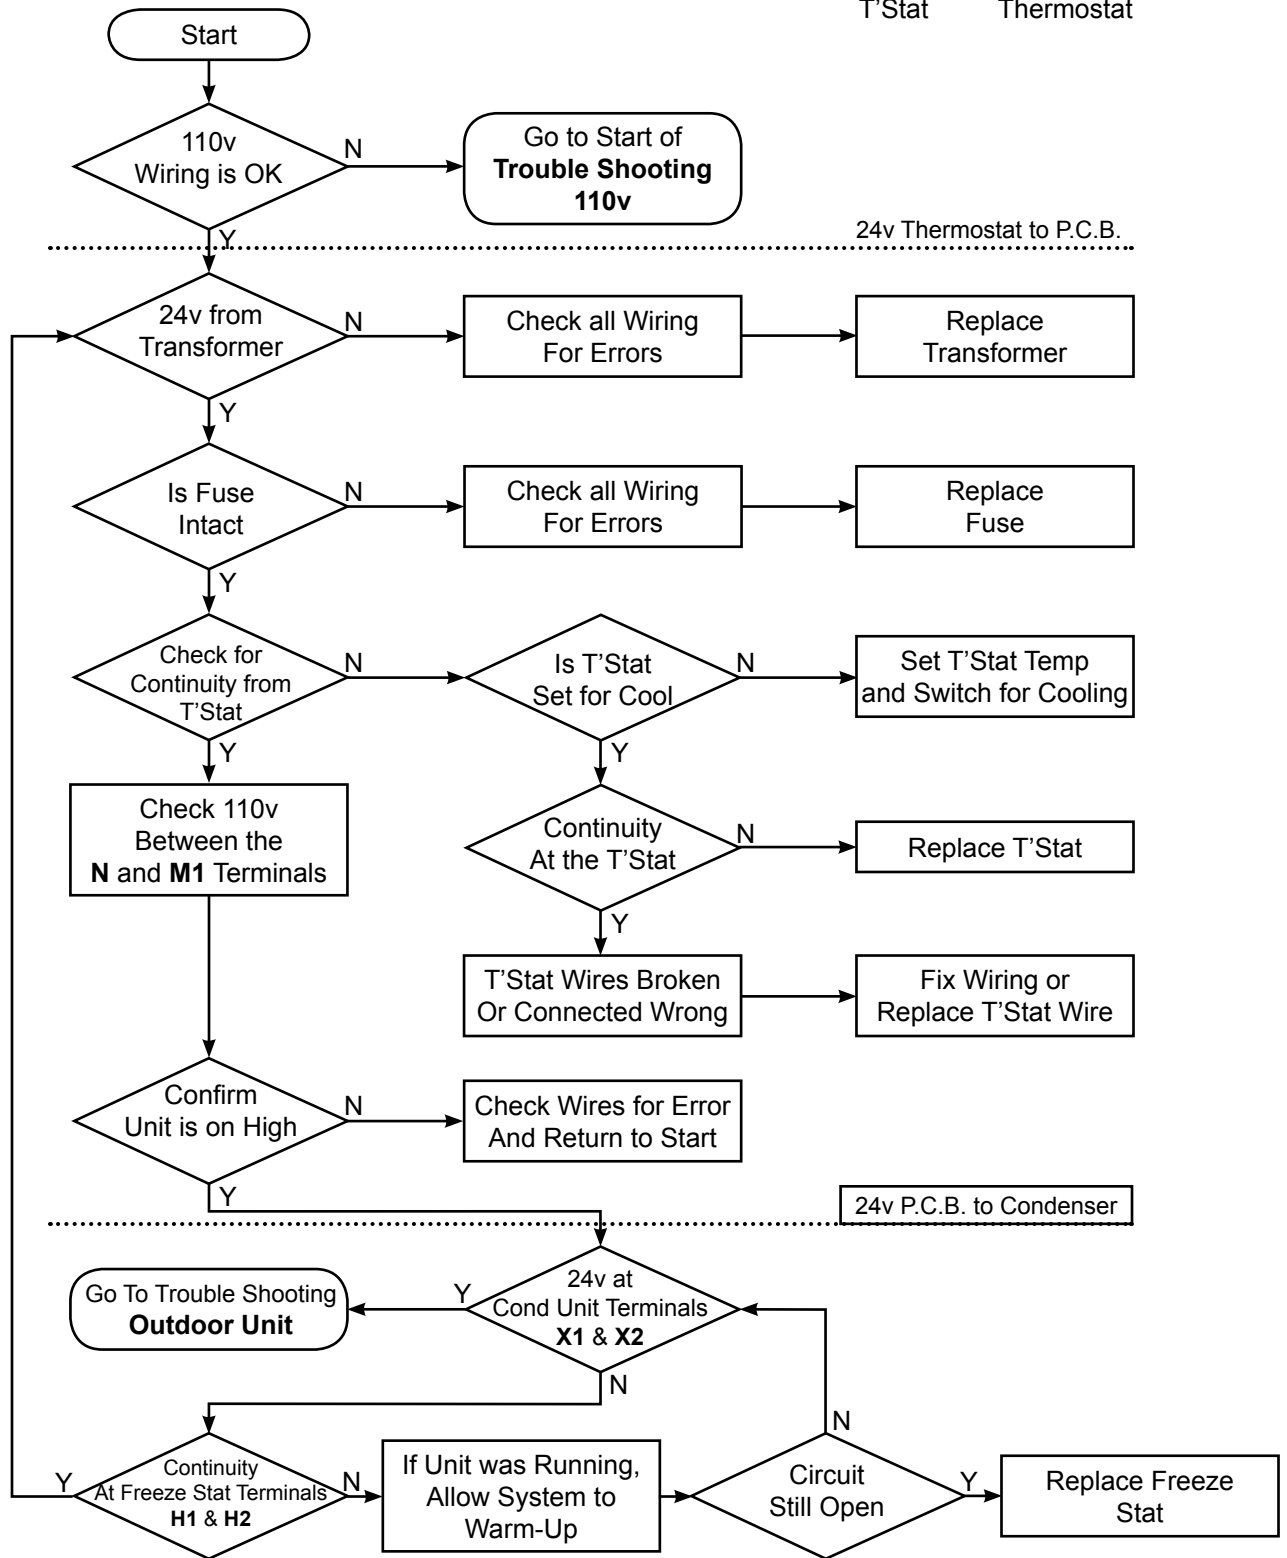 T'Stat Thermostat
Start
110v
Wiring is OK
N
Go to Start of
Trouble Shooting
110v
Y
24v Thermostat to P.C.B.
24v from
Transformer
N
Check all Wiring
For Errors
Replace
Transformer
Y
Is Fuse
Intact
N
Check all Wiring
For Errors
Replace
Fuse
Y
Check for
Continuity from
T'Stat
N
Is T'Stat
Set for Cool
N
Set T'Stat Temp
and Switch for Cooling
Y
Y
Check 110v
Between the
N and M1 Terminals
Continuity
At the T'Stat
N
Replace T'Stat
Y
T'Stat Wires Broken
Or Connected Wrong
Fix Wiring or
Replace T'Stat Wire
Confirm
Unit is on High
N
Check Wires for Error
And Return to Start
Y
24v P.C.B. to Condenser
24v at
Cond Unit Terminals
X1 & X2
Y
Go To Trouble Shooting
Outdoor Unit
N
Continuity
At Freeze Stat Terminals
H1 & H2
Y
N
If Unit was Running,
Allow System to
Warm-Up
Circuit
Still Open
N
Y
Replace Freeze
Stat